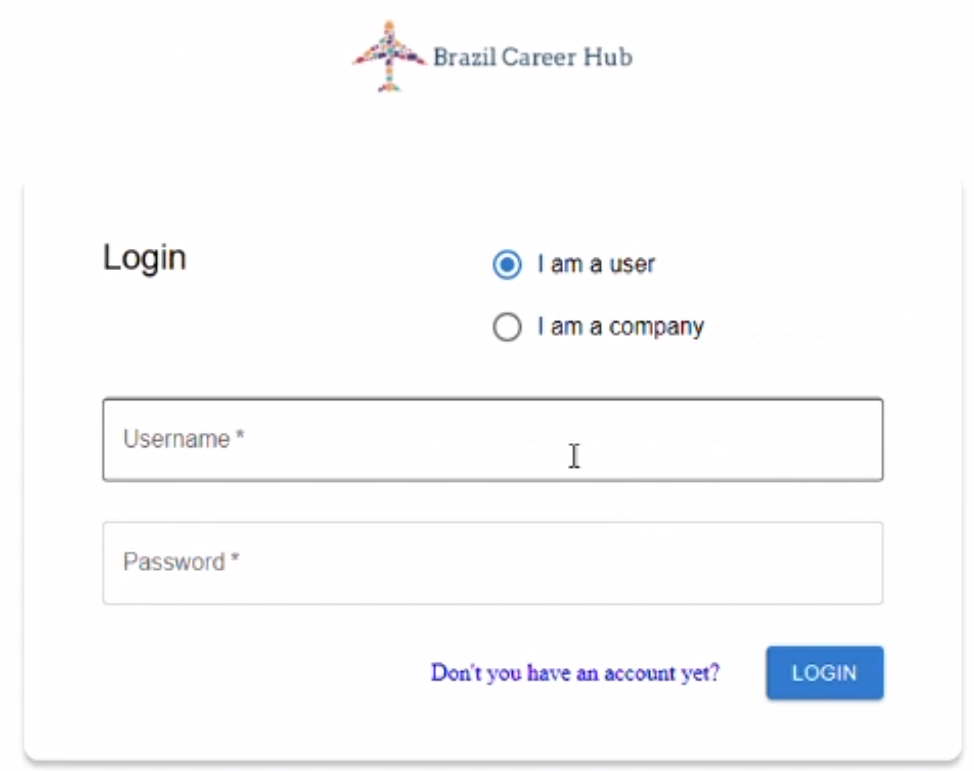 Brazil Career Hub
Login
I am a user
I am a company
Username *
Password *
Don't you have an account yet?
LOGIN